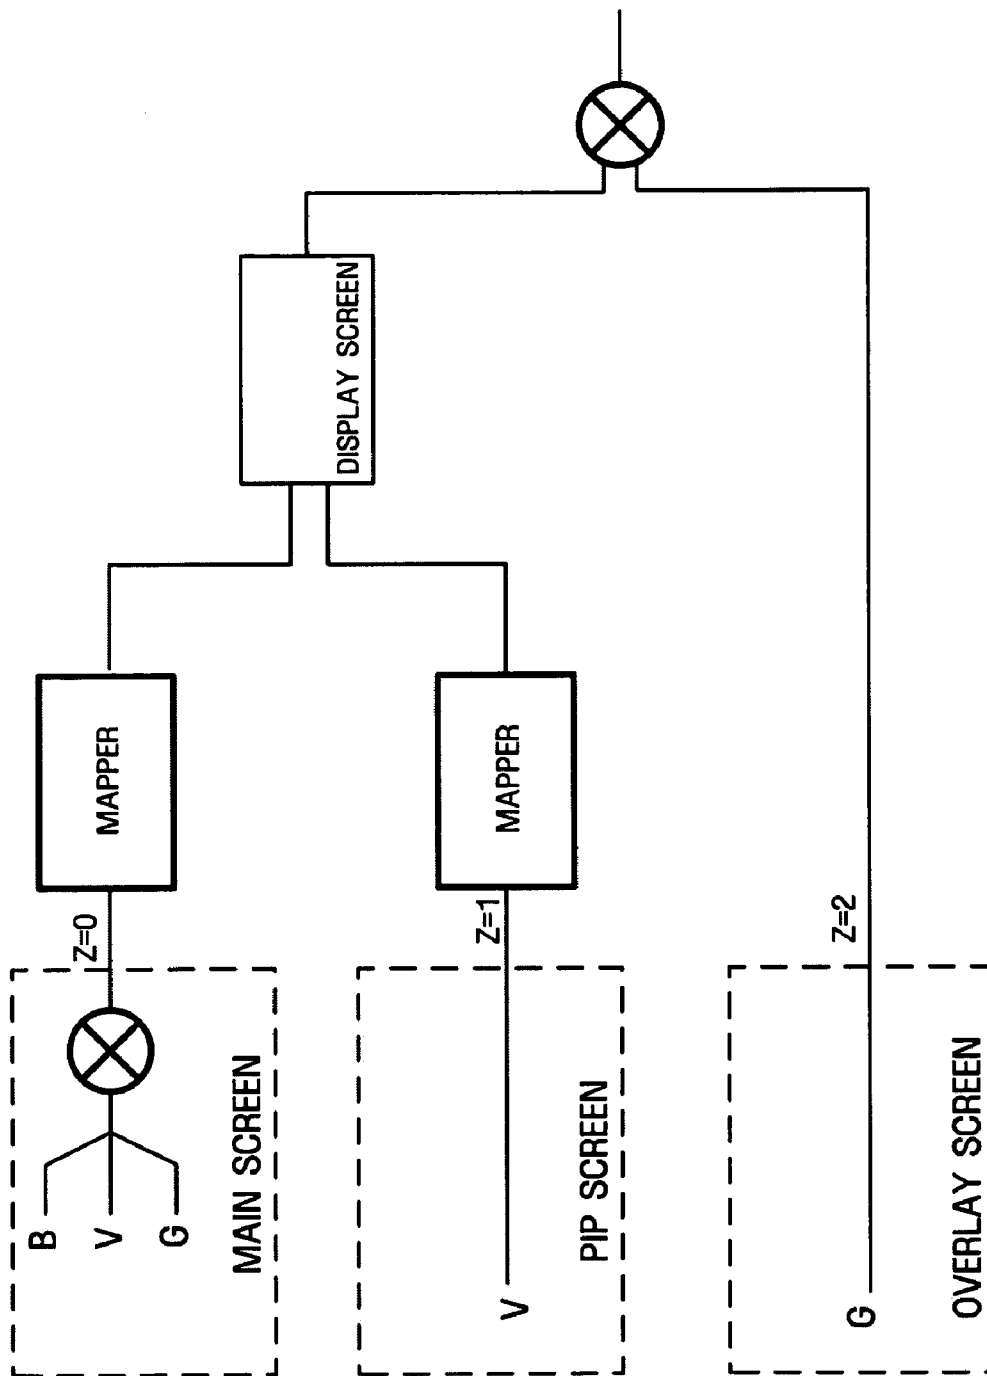 B
V
G
MAIN SCREEN
Z=0
MAPPER
V
PIP SCREEN
Z=1
MAPPER
DISPLAY SCREEN
G
OVERLAY SCREEN
Z=2